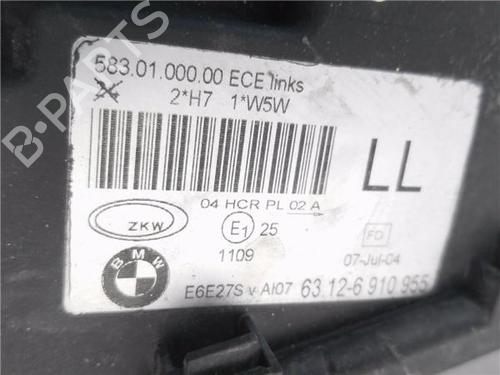 583.01.000.00 ECE links
2*H7 1*W5W
LL
04 HCR PL 02 A
ZKW
E1 25
FD
1109
07-Jul-04
BMW
E6E27S v AI07 63.12-6 910 955
B-PARTS